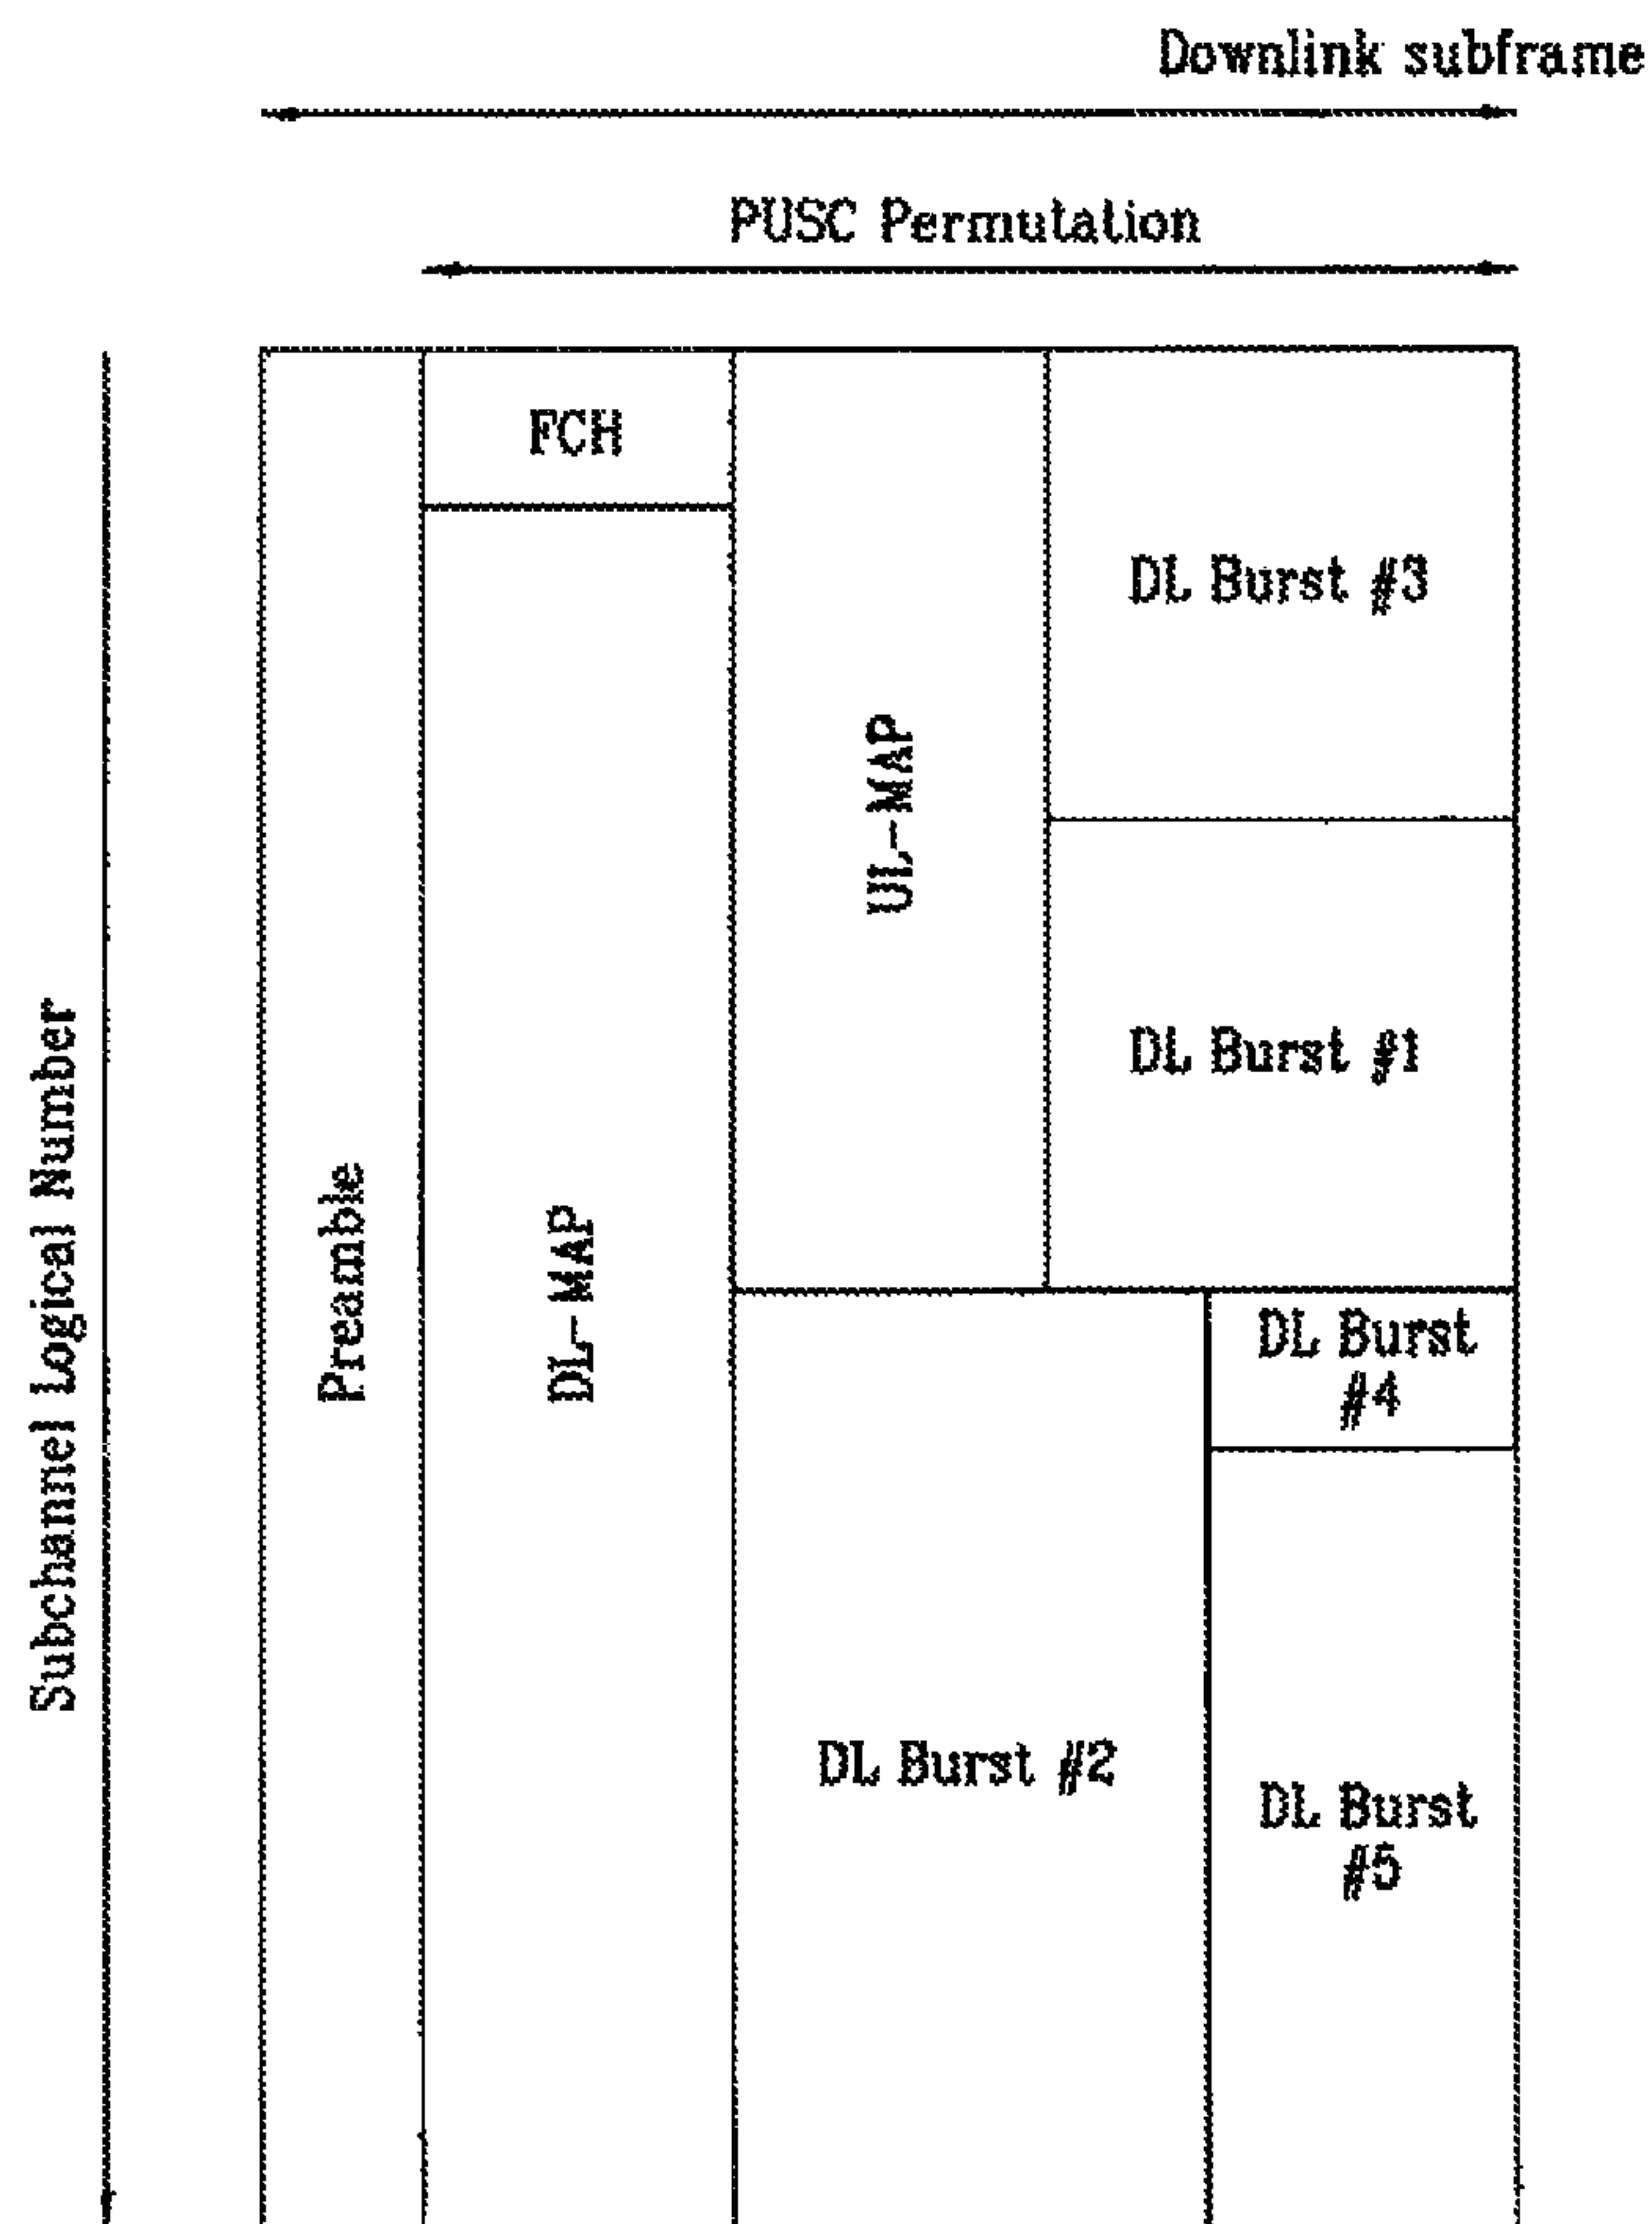 Downlink subframe
PUSC Permutation
FCH
DL Burst #3
UL-MAP
DL Burst #1
Subchannel Logical Number
Preamble
DL-MAP
DL Burst
#4
DL Burst #2
DL Burst
#5